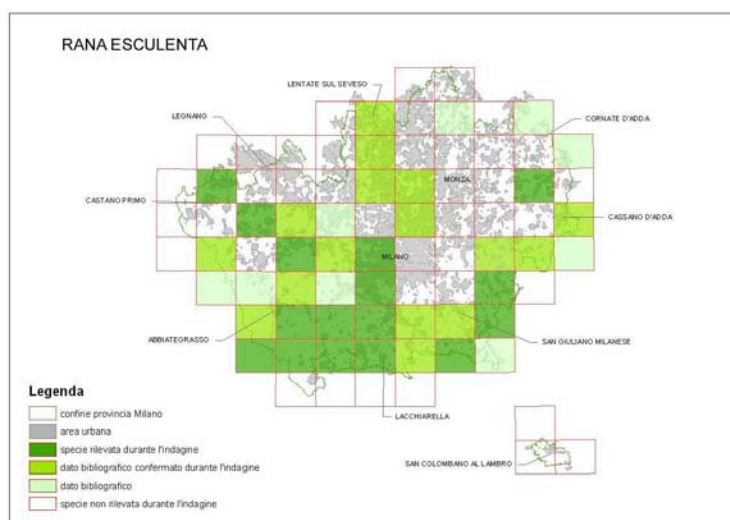 RANA ESCULENTA
LENTATE SUL SEVESO
LEGNANO
CORNATE D'ADDA
MONZA
CASTANO PRIMO
CASSANO D'ADDA
MILANO
ABBIATEGRASSO
SAN GIULIANO MILANESE
LACCHIARELLA
SAN COLOMBANO AL LAMBRO
Legenda
confine provincia Milano
area urbana
specie rilevata durante l'indagine
dato bibliografico confermato durante l'indagine
dato bibliografico
specie non rilevata durante l'indagine